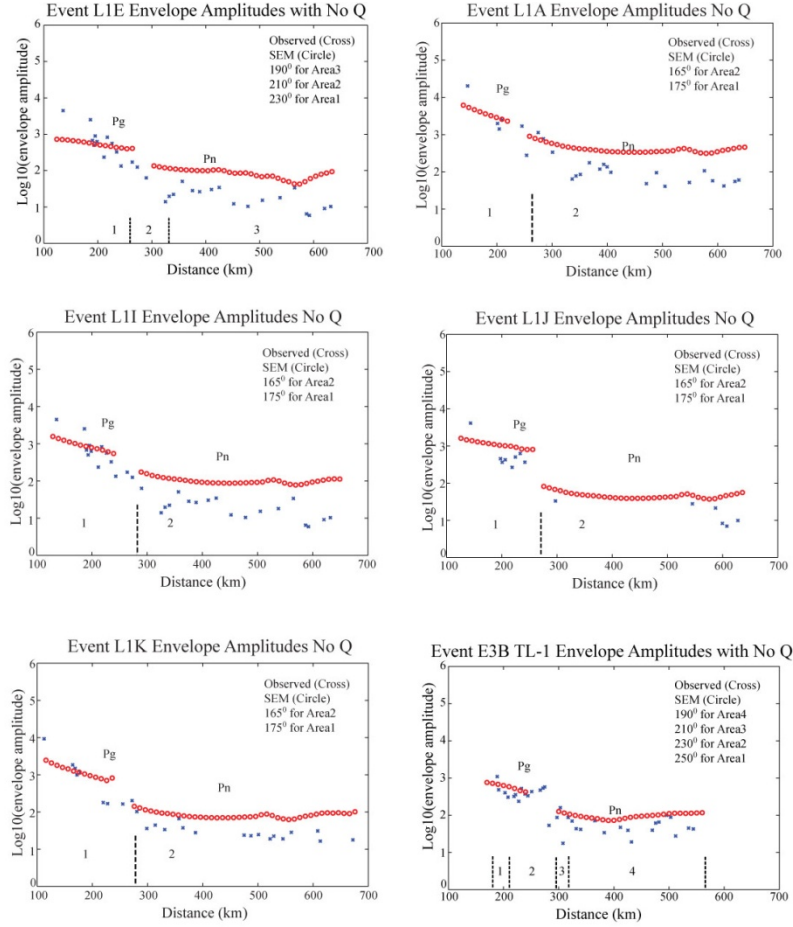 Event L1E Envelope Amplitudes with No Q
Observed (Cross)
SEM (Circle)
190⁰ for Area3
210⁰ for Area2
230⁰ for Area1
Pg
Pn
6
5
4
3
2
1
0
1
2
3
100
200
300
400
500
600
700
Log10(envelope amplitude)
Distance (km)
Event L1A Envelope Amplitudes No Q
Observed (Cross)
SEM (Circle)
165⁰ for Area2
175⁰ for Area1
Pg
Pn
6
5
4
3
2
1
0
1
2
100
200
300
400
500
600
700
Log10(envelope amplitude)
Distance (km)
Event L1I Envelope Amplitudes No Q
Observed (Cross)
SEM (Circle)
165⁰ for Area2
175⁰ for Area1
Pg
Pn
6
5
4
3
2
1
0
1
2
100
200
300
400
500
600
700
Log10(envelope amplitude)
Distance (km)
Event L1J Envelope Amplitudes No Q
Observed (Cross)
SEM (Circle)
165⁰ for Area2
175⁰ for Area1
Pg
Pn
6
5
4
3
2
1
0
1
2
100
200
300
400
500
600
700
Log10(envelope amplitude)
Distance (km)
Event L1K Envelope Amplitudes No Q
Observed (Cross)
SEM (Circle)
165⁰ for Area2
175⁰ for Area1
Pg
Pn
6
5
4
3
2
1
0
1
2
100
200
300
400
500
600
700
Log10(envelope amplitude)
Distance (km)
Event E3B TL-1 Envelope Amplitudes with No Q
Observed (Cross)
SEM (Circle)
190⁰ for Area4
210⁰ for Area3
230⁰ for Area2
250⁰ for Area1
Pg
Pn
6
5
4
3
2
1
0
1
2
3
4
100
200
300
400
500
600
700
Log10(envelope amplitude)
Distance (km)